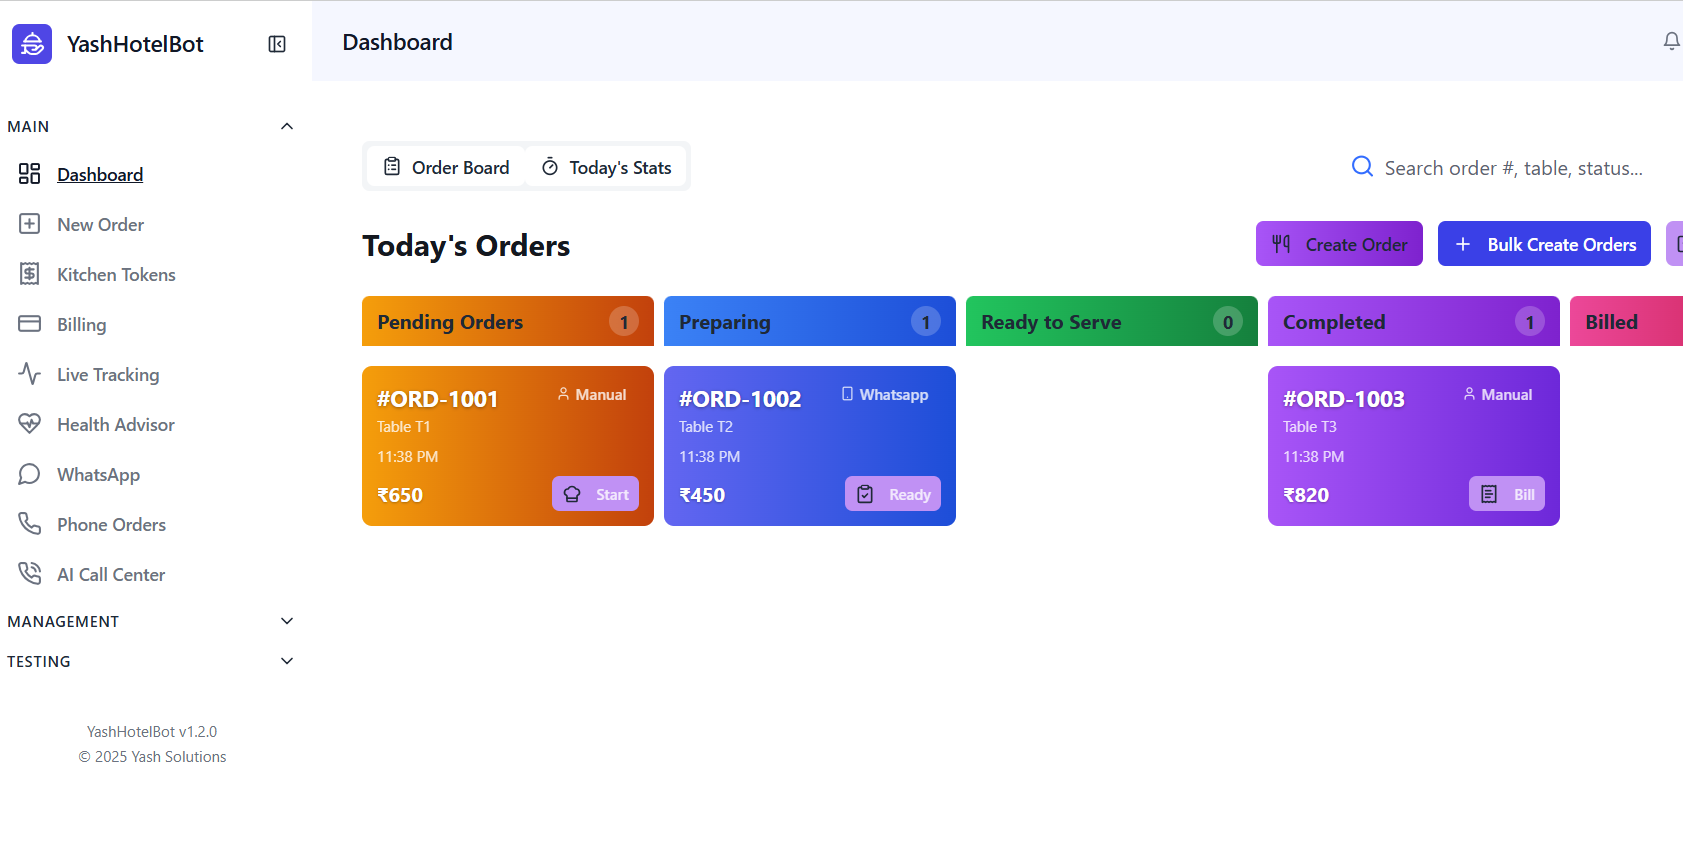 YashHotelBot
Dashboard
MAIN
Dashboard
New Order
Kitchen Tokens
Billing
Live Tracking
Health Advisor
WhatsApp
Phone Orders
AI Call Center
MANAGEMENT
TESTING
YashHotelBot v1.2.0
© 2025 Yash Solutions
Order Board
Today's Stats
Search order #, table, status...
Today's Orders
Create Order
Bulk Create Orders
Pending Orders 1
#ORD-1001 Manual
Table T1
11:38 PM
₹650 Start
Preparing 1
#ORD-1002 Whatsapp
Table T2
11:38 PM
₹450 Ready
Ready to Serve 0
Completed 1
#ORD-1003 Manual
Table T3
11:38 PM
₹820 Bill
Billed